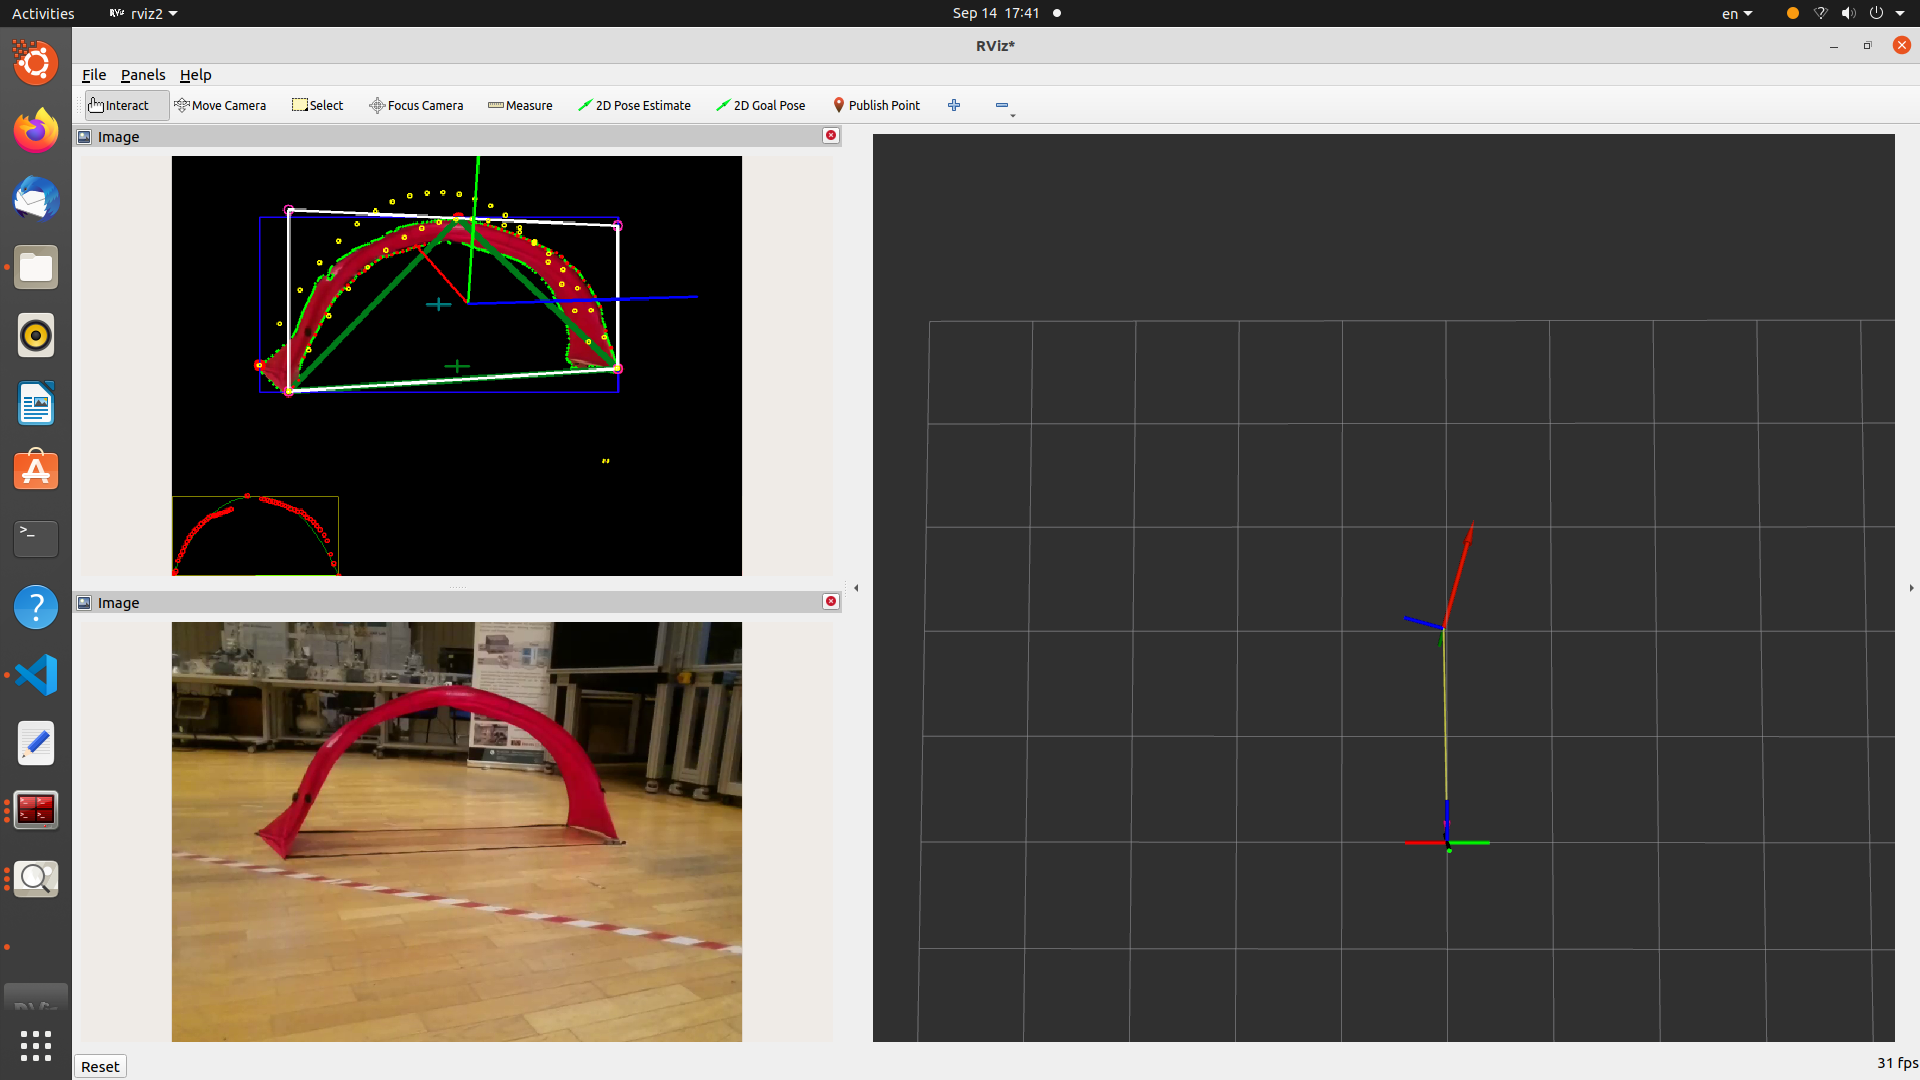 Activities
RViz rviz2
Sep 14 17:41
en
RViz*
File Panels Help
Interact Move Camera Select Focus Camera Measure 2D Pose Estimate 2D Goal Pose Publish Point
Image
Image
Reset
31 fps